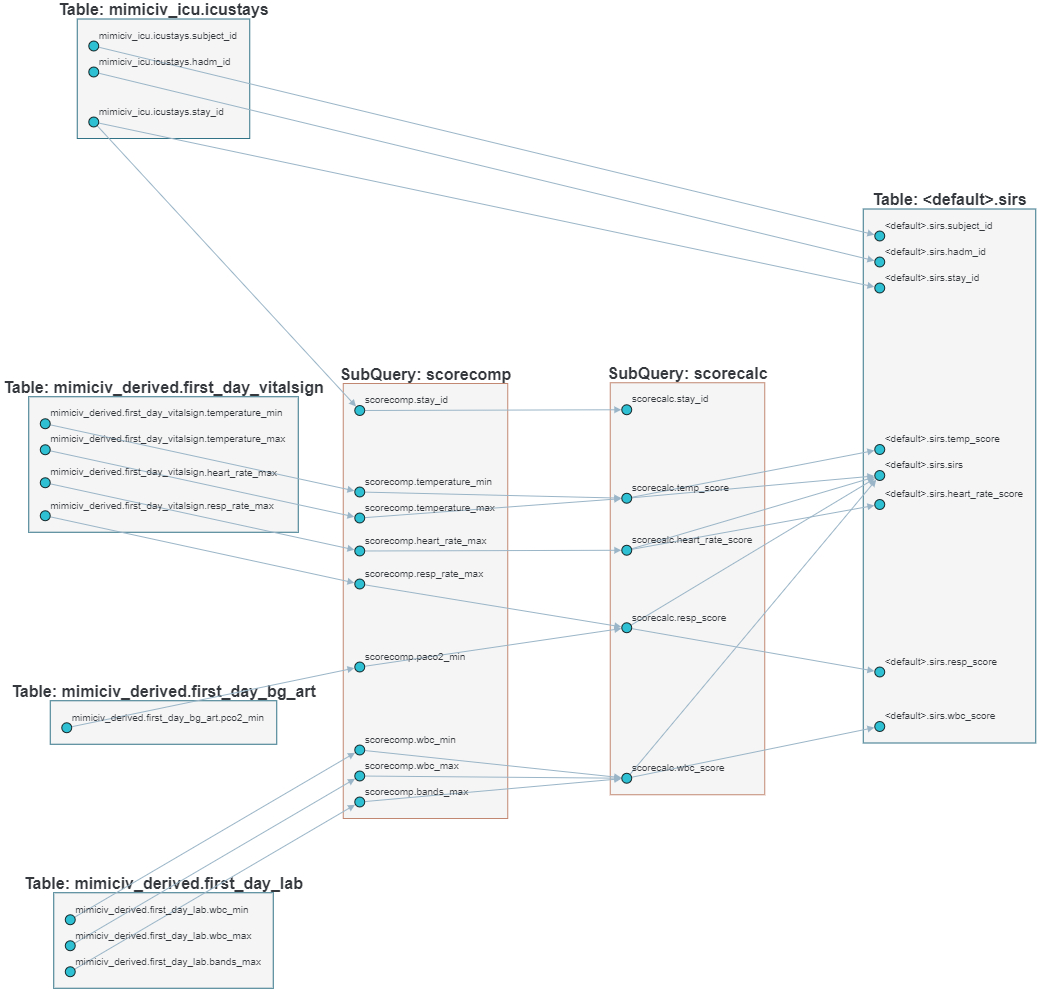 Table: mimiciv_icu.icustays
mimiciv_icu.icustays.subject_id
mimiciv_icu.icustays.hadm_id
mimiciv_icu.icustays.stay_id
Table: <default>.sirs
<default>.sirs.subject_id
<default>.sirs.hadm_id
<default>.sirs.stay_id
<default>.sirs.temp_score
<default>.sirs.sirs
<default>.sirs.heart_rate_score
<default>.sirs.resp_score
<default>.sirs.wbc_score
Table: mimiciv_derived.first_day_vitalsign
mimiciv_derived.first_day_vitalsign.temperature_min
mimiciv_derived.first_day_vitalsign.temperature_max
mimiciv_derived.first_day_vitalsign.heart_rate_max
mimiciv_derived.first_day_vitalsign.resp_rate_max
SubQuery: scorecomp
scorecomp.stay_id
scorecomp.temperature_min
scorecomp.temperature_max
scorecomp.heart_rate_max
scorecomp.resp_rate_max
scorecomp.paco2_min
scorecomp.wbc_min
scorecomp.wbc_max
scorecomp.bands_max
SubQuery: scorecalc
scorecalc.stay_id
scorecalc.temp_score
scorecalc.heart_rate_score
scorecalc.resp_score
scorecalc.wbc_score
Table: mimiciv_derived.first_day_bg_art
mimiciv_derived.first_day_bg_art.pco2_min
Table: mimiciv_derived.first_day_lab
mimiciv_derived.first_day_lab.wbc_min
mimiciv_derived.first_day_lab.wbc_max
mimiciv_derived.first_day_lab.bands_max